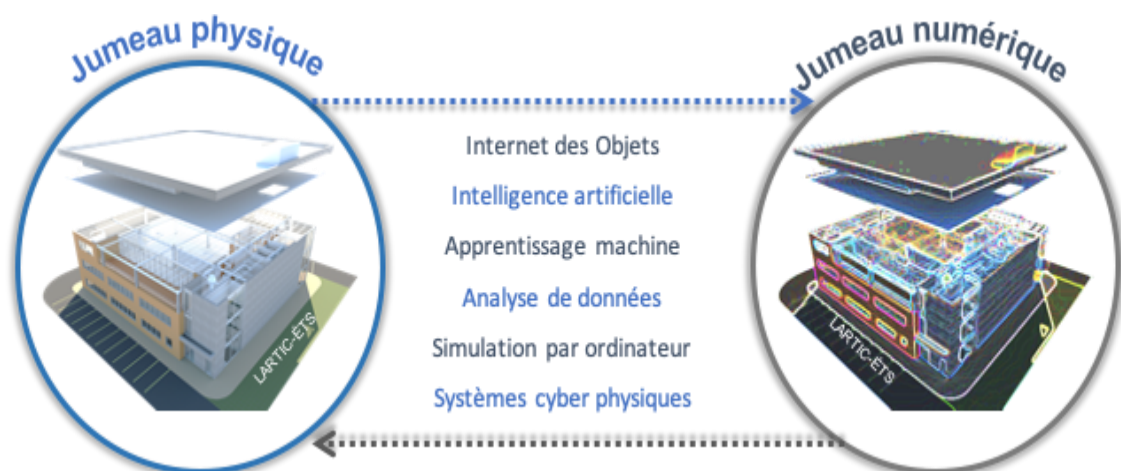 Jumeau physique
Jumeau numérique
Internet des Objets
Intelligence artificielle
Apprentissage machine
Analyse de données
Simulation par ordinateur
Systèmes cyber physiques
LARTIC-ÉTS
LARTIC-ÉTS